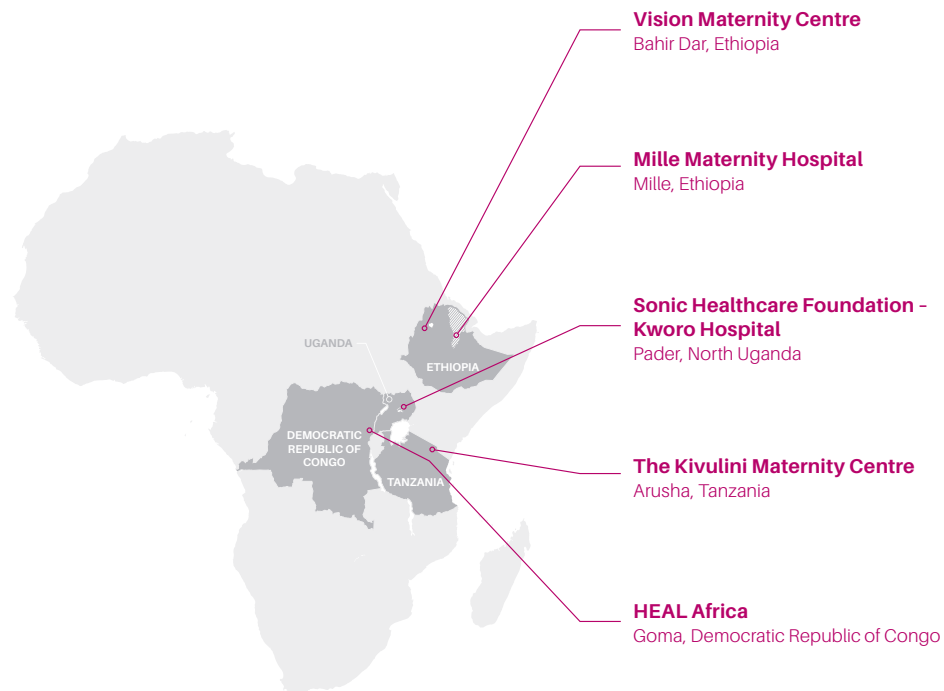 Vision Maternity Centre
Bahir Dar, Ethiopia
Mille Maternity Hospital
Mille, Ethiopia
Sonic Healthcare Foundation –
Kworo Hospital
Pader, North Uganda
UGANDA
ETHIOPIA
DEMOCRATIC
REPUBLIC OF
CONGO
TANZANIA
The Kivulini Maternity Centre
Arusha, Tanzania
HEAL Africa
Goma, Democratic Republic of Congo